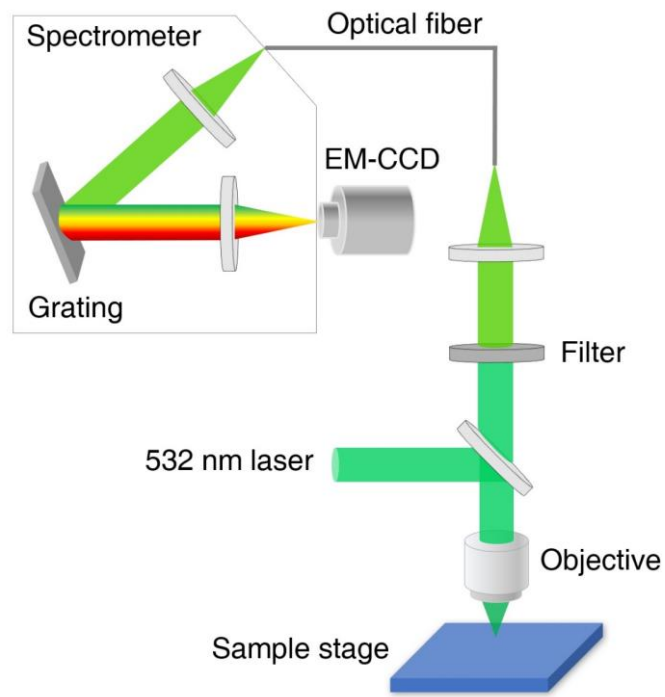 Optical fiber
Spectrometer
EM-CCD
Grating
Filter
532 nm laser
Objective
Sample stage